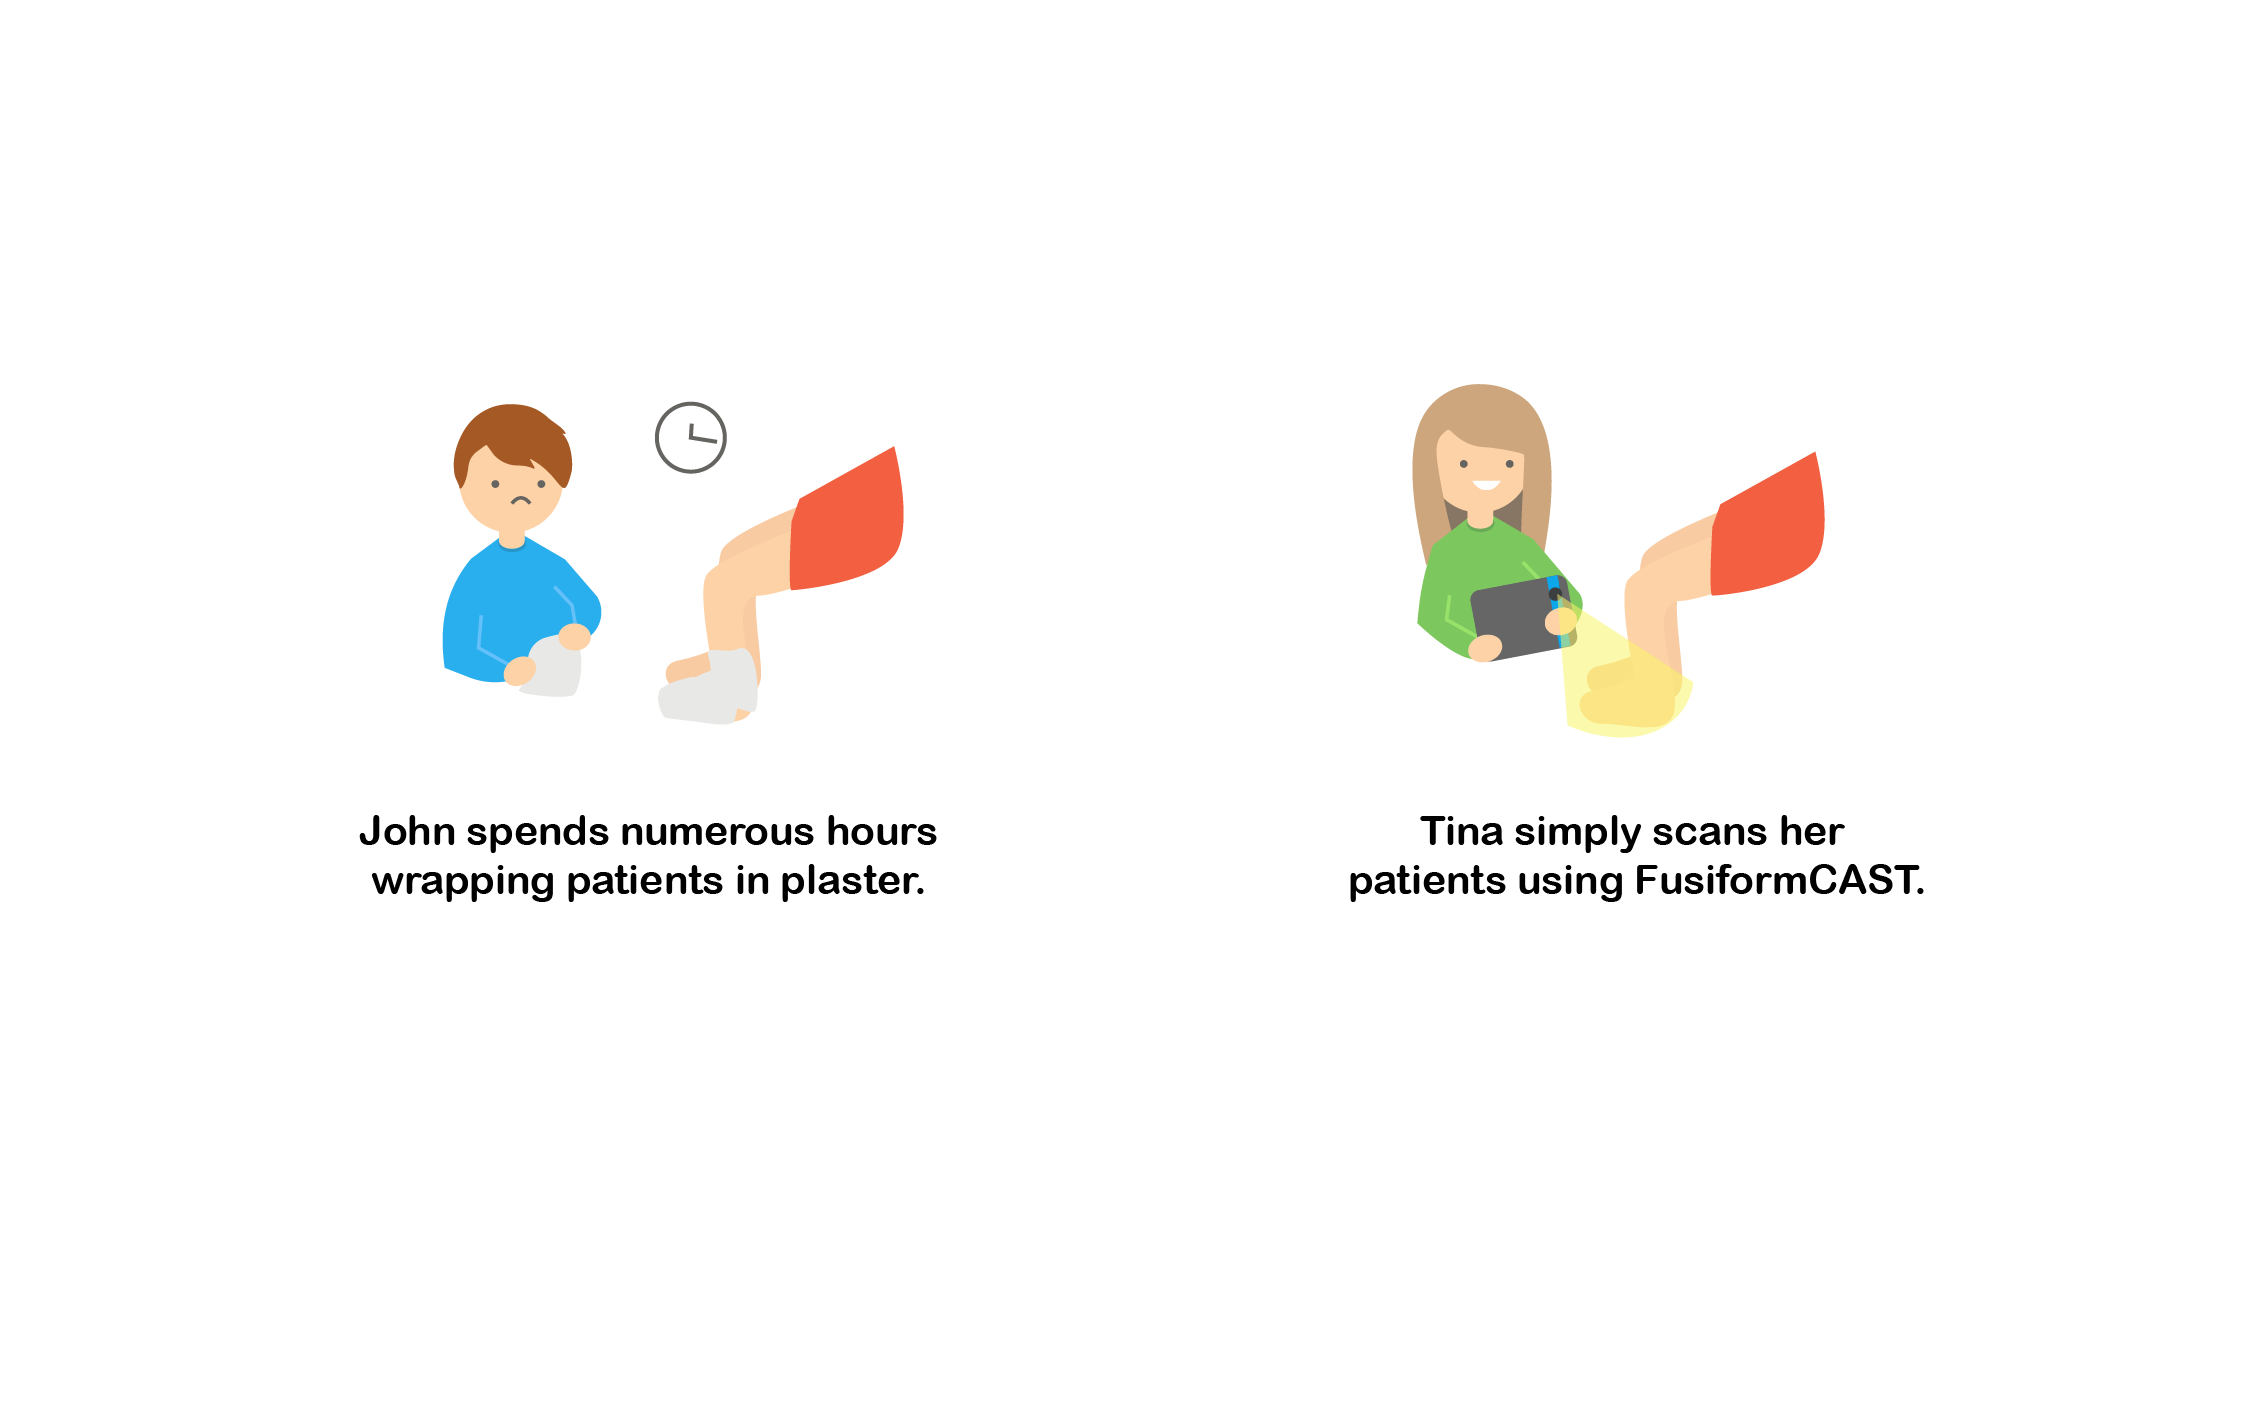 John spends numerous hours
wrapping patients in plaster.
Tina simply scans her
patients using FusiformCAST.